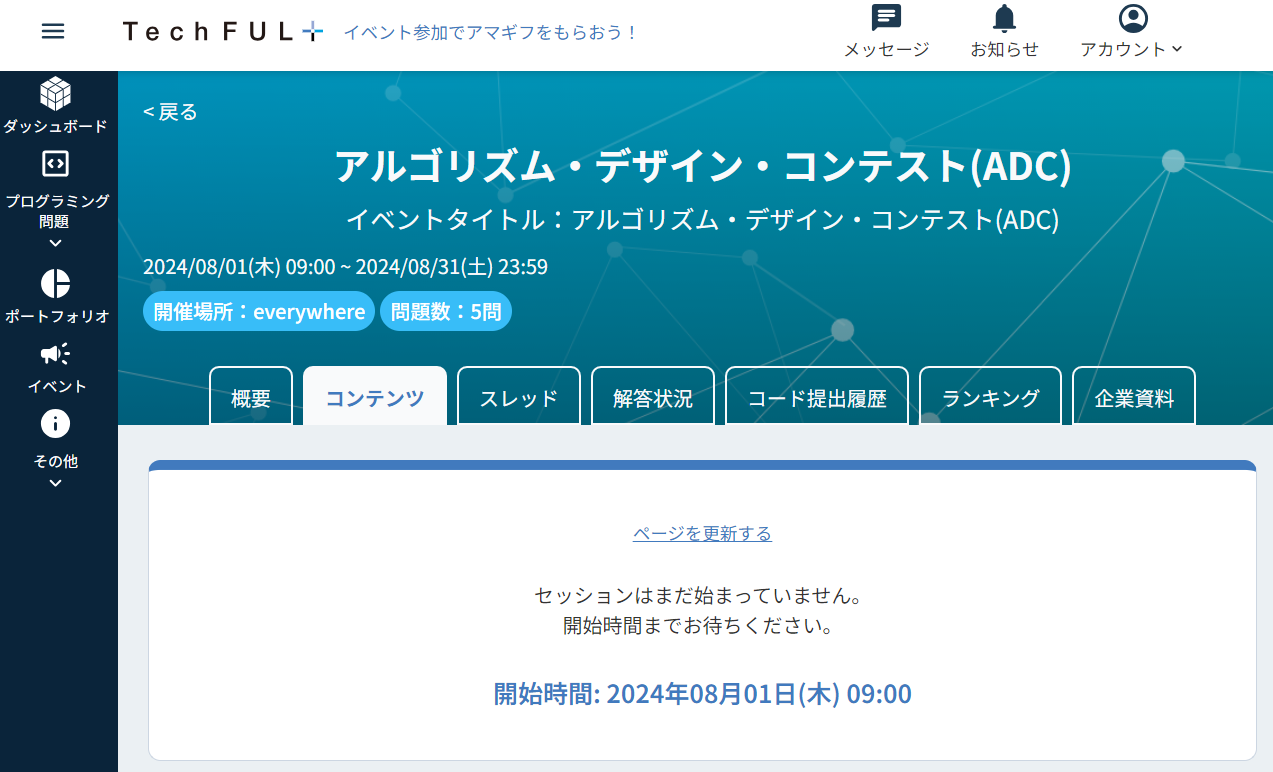 TechFUL
イベント参加でアマギフをもらおう！
メッセージ
お知らせ
アカウント
ダッシュボード
プログラミング
問題
ポートフォリオ
イベント
その他
< 戻る
アルゴリズム・デザイン・コンテスト(ADC)
イベントタイトル：アルゴリズム・デザイン・コンテスト(ADC)
2024/08/01(木) 09:00 ~ 2024/08/31(土) 23:59
開催場所：everywhere
問題数：5問
概要
コンテンツ
スレッド
解答状況
コード提出履歴
ランキング
企業資料
ページを更新する
セッションはまだ始まっていません。
開始時間までお待ちください。
開始時間: 2024年08月01日(木) 09:00